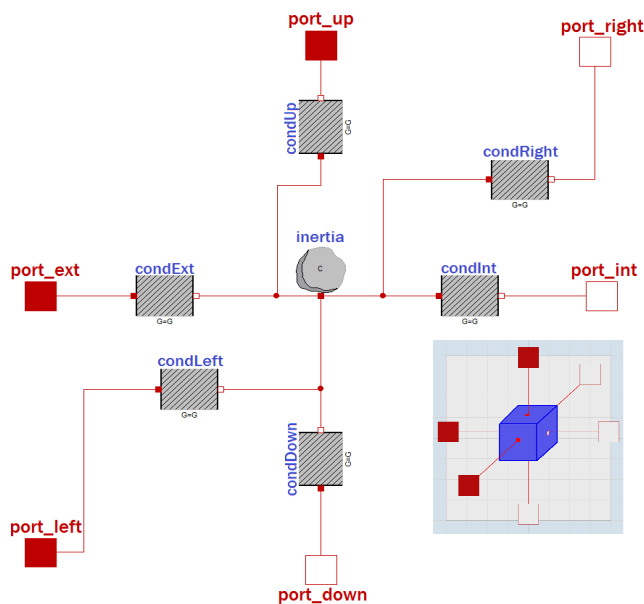 port_up
port_right
condUp
G=G
condRight
G=G
inertia
C
port_ext
condExt
G=G
condInt
G=G
port_int
condLeft
G=G
condDown
G=G
port_left
port_down